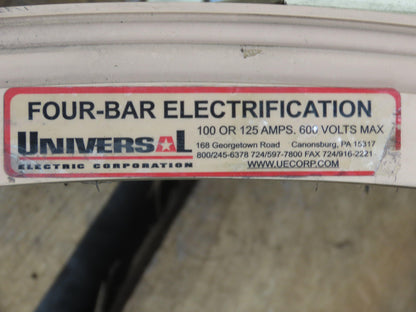 FOUR-BAR ELECTRIFICATION
UNIVERSAL
ELECTRIC CORPORATION
100 OR 125 AMPS. 600 VOLTS MAX
168 Georgetown Road Canonsburg, PA 15317
800/245-6378 724/597-7800 FAX 724/916-2221
WWW.UECORP.COM